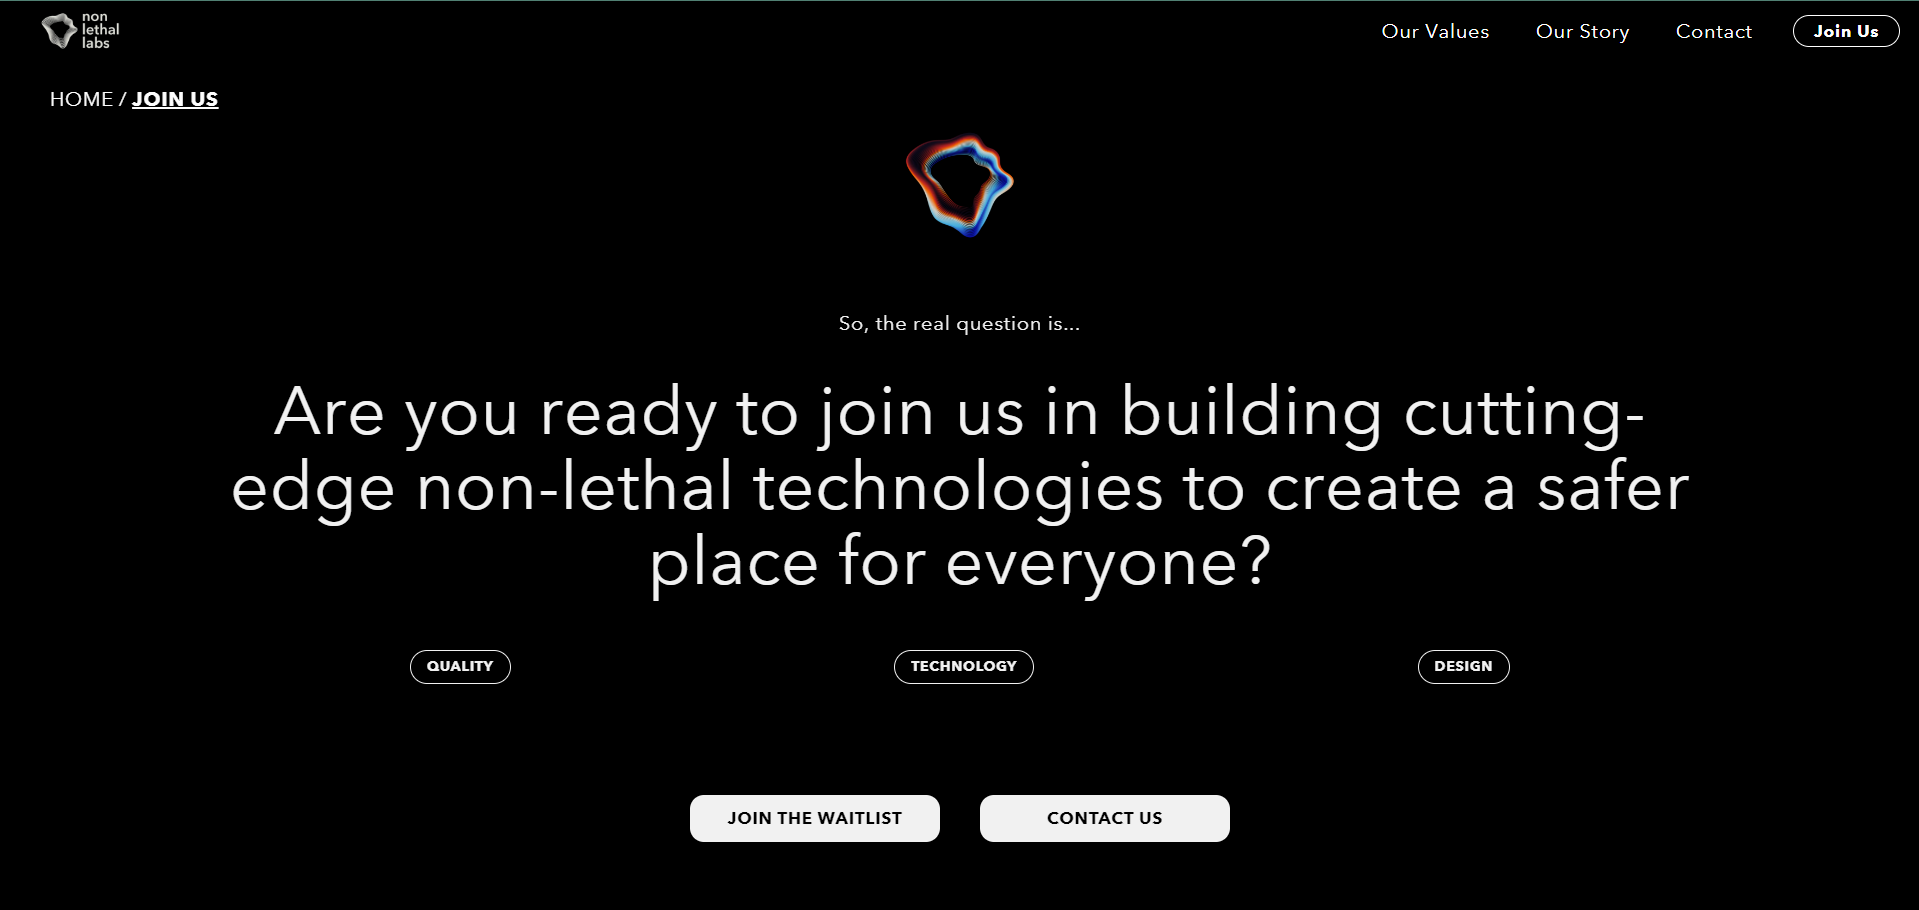 non
lethal
labs
Our Values
Our Story
Contact
Join Us
HOME / JOIN US
So, the real question is...
Are you ready to join us in building cutting-
edge non-lethal technologies to create a safer
place for everyone?
QUALITY
TECHNOLOGY
DESIGN
JOIN THE WAITLIST
CONTACT US